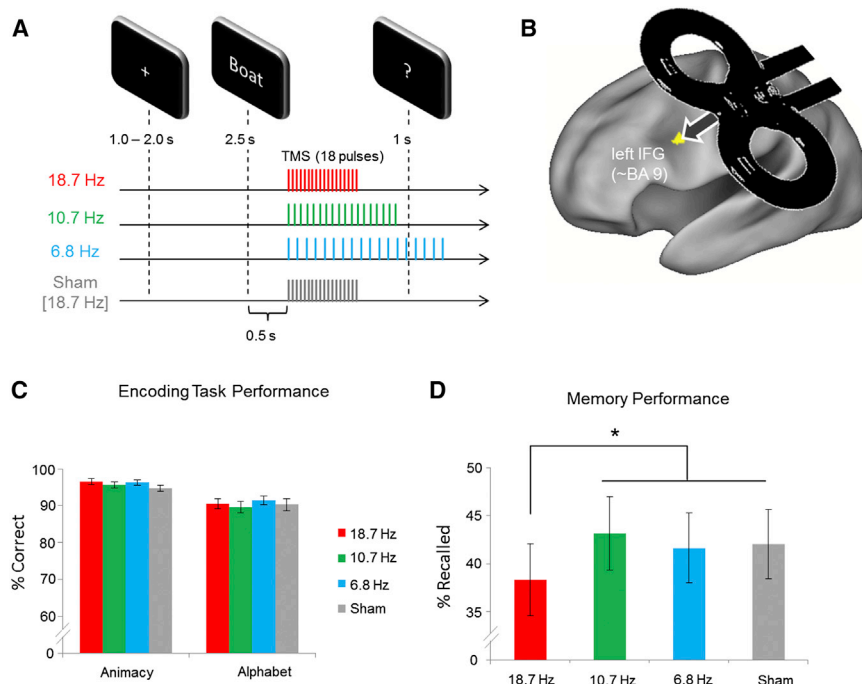 A
+
Boat
?
1.0 – 2.0 s
2.5 s
1 s
TMS (18 pulses)
18.7 Hz
10.7 Hz
6.8 Hz
Sham
[18.7 Hz]
0.5 s
B
left IFG
(~BA 9)
C
Encoding Task Performance
% Correct
100
90
80
70
60
0
Animacy
Alphabet
18.7 Hz
10.7 Hz
6.8 Hz
Sham
D
Memory Performance
*
% Recalled
50
45
40
35
0
18.7 Hz
10.7 Hz
6.8 Hz
Sham